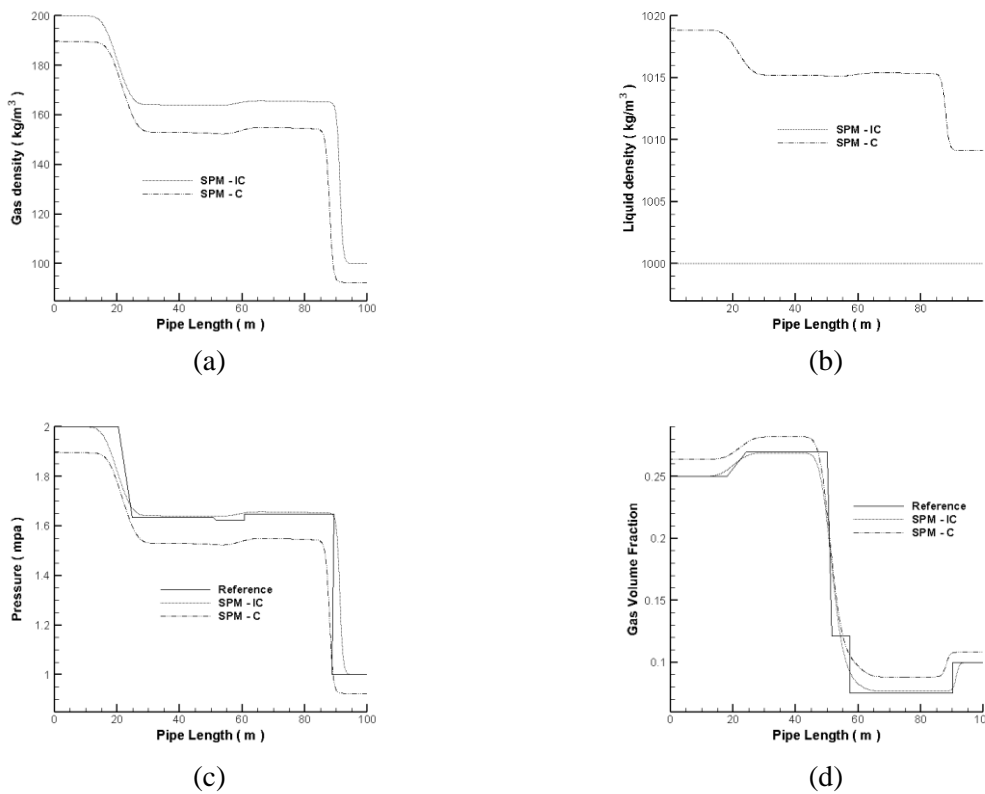 200
180
160
140
120
100
Gas density ( kg/m³ )
SPM - IC
SPM - C
0
20
40
60
80
100
Pipe Length ( m )
(a)
1020
1015
1010
1005
1000
Liquid density ( kg/m³ )
SPM - IC
SPM - C
0
20
40
60
80
Pipe Length ( m )
(b)
2
1.8
1.6
1.4
1.2
1
Pressure ( mpa )
Reference
SPM - IC
SPM - C
0
20
40
60
80
100
Pipe Length ( m )
(c)
0.25
0.2
0.15
0.1
Gas Volume Fraction
Reference
SPM - IC
SPM - C
0
20
40
60
80
100
Pipe Length ( m )
(d)